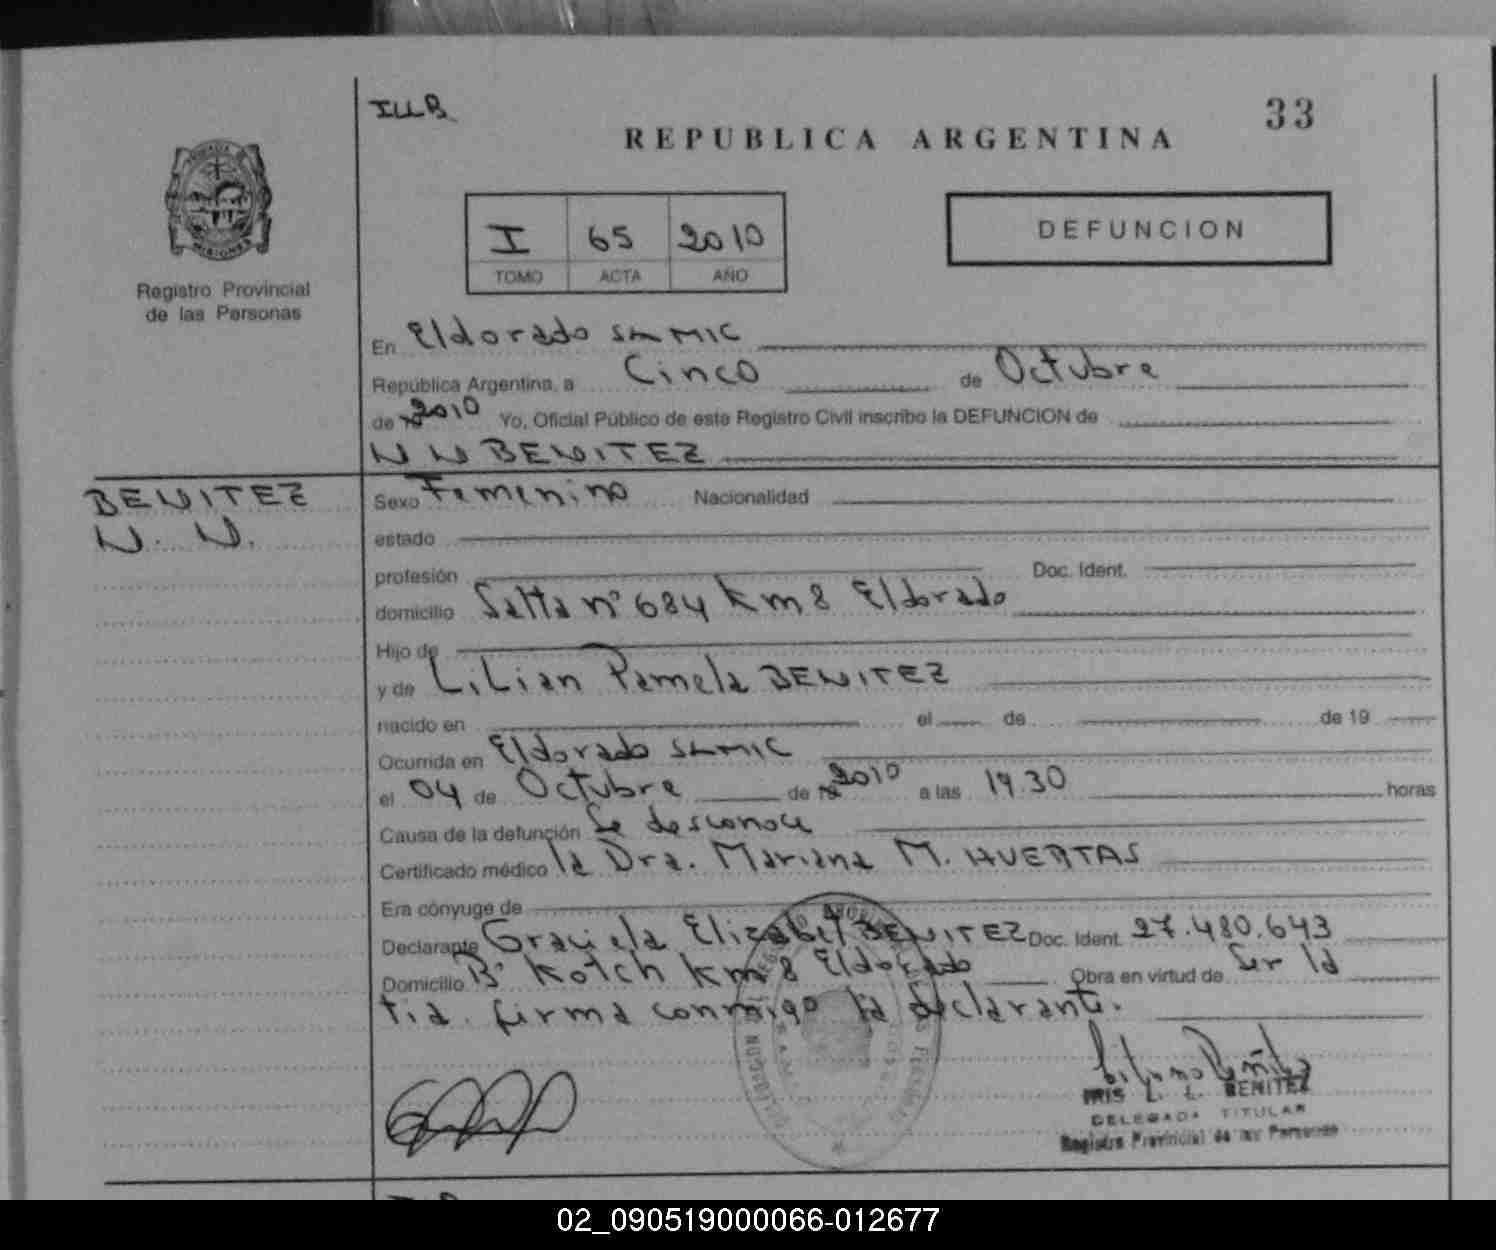 ILLB
33
REPUBLICA ARGENTINA
I 65 2010
TOMO ACTA AÑO
DEFUNCION
MISIONES
Registro Provincial
de las Personas
En Eldorado SAMIC
República Argentina, a Cinco de Octubre
de 2010 Yo, Oficial Público de este Registro Civil inscribo la DEFUNCION de
N N BENITEZ
BENITEZ
N. N.
Sexo Femenino Nacionalidad
estado
profesión Doc. Ident.
domicilio Salta nº 684 Km 8 Eldorado
Hijo de
y de Lilian Pamela BENITEZ
nacido en el de de 19
Ocurrida en Eldorado SAMIC
el 04 de Octubre de 2010 a las 19.30 horas
Causa de la defunción Se desconoce
Certificado médico la Dra. Mariana M. HUERTAS
Era cónyuge de
Declarante Graciela Elizabet BENITEZ Doc. Ident. 27.480.643
Domicilio Bº Kolch Km 8 Eldorado Obra en virtud de Ser la
tia. firma conmigo la declarante.
IRIS L. L. BENITEZ
DELEGADA TITULAR
Registro Provincial de las Personas
02_090519000066-012677